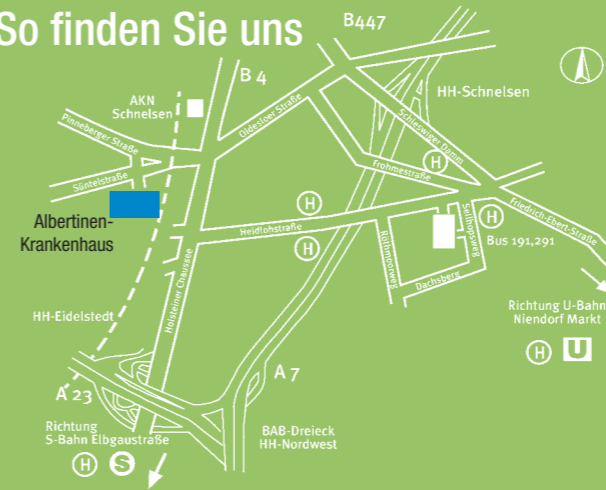 So finden Sie uns
B447
B 4
AKN
Schnelsen
HH-Schnelsen
Pinneberger Straße
Oldesloer Straße
Schleswiger Damm
Süntelstraße
Frohmestraße
H
Albertinen-
Krankenhaus
H
Heidlohstraße
H
H
Sellhopsweg
Friedrich-Ebert-Straße
Bus 191,291
Röthmoorweg
Dachsberg
Holsteiner Chaussee
HH-Eidelstedt
Richtung U-Bahn
Niendorf Markt
H U
A 7
A 23
Richtung
S-Bahn Elbgaustraße
H S
BAB-Dreieck
HH-Nordwest